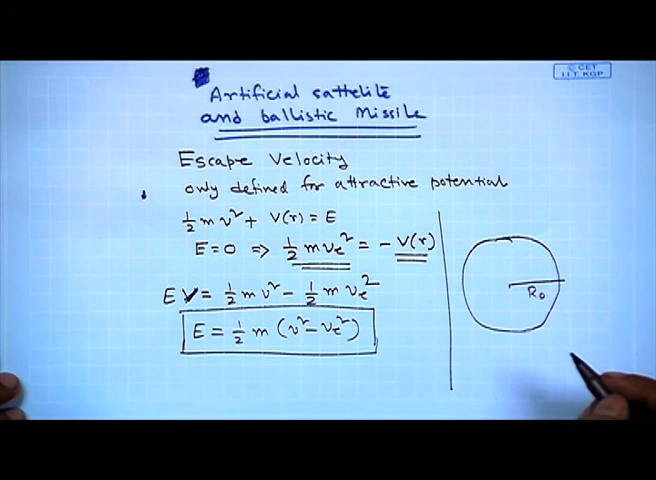 © CET
I.I.T. KGP
Artificial sattelite
and ballistic Missile
Escape Velocity
only defined for attractive potential
½ m v² + V(r) = E
E = 0 ⇒ ½ m vₑ² = - V(r)
E = ½ m v² - ½ m vₑ²
E = ½ m (v² - vₑ²)
R₀